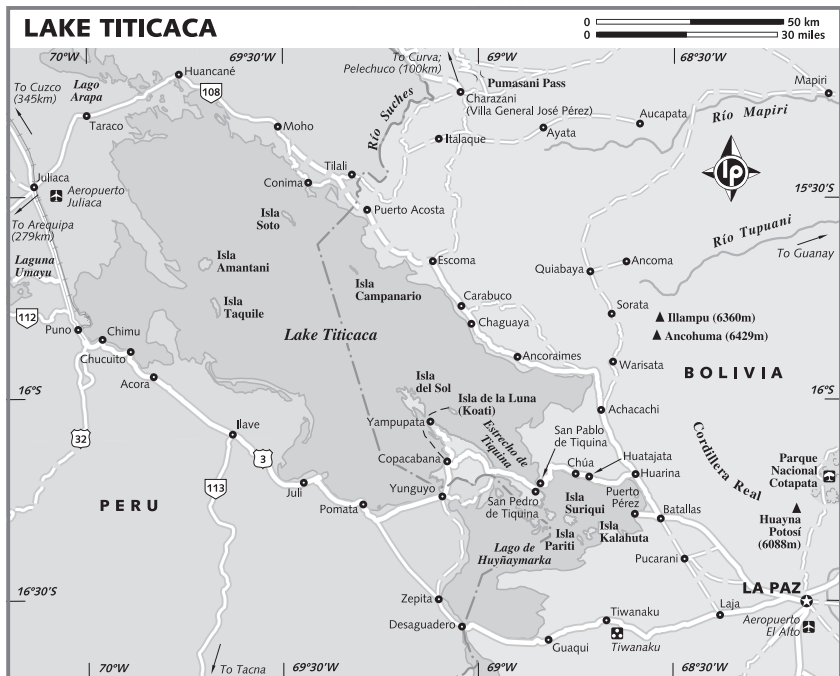 LAKE TITICACA
0 50 km
0 30 miles
70°W
69°30'W
69°W
68°30'W
To Cuzco
(345km)
Lago
Arapa
Huancané
108
Taraco
Moho
To Curva;
Pelechuco (100km)
Pumasani Pass
Charazani
(Villa General José Pérez)
Río Suches
Italaque
Ayata
Aucapata
Mapiri
Río Mapiri
lp
Juliaca
Aeropuerto
Juliaca
To Arequipa
(279km)
Laguna
Umayu
Conima
Tilali
Puerto Acosta
15°30'S
Isla
Soto
Isla
Amantani
Isla
Taquile
Escoma
Isla
Campanario
Quiabaya
Ancoma
Río Tupuani
To Guanay
Carabuco
Chaguaya
Sorata
Illampu (6360m)
Ancohuma (6429m)
112
Puno
Chimu
Chucuito
Acora
Lake Titicaca
Ancoraimes
Warisata
BOLIVIA
16°S
16°S
Isla
del Sol
Isla de la Luna
(Koati)
Yampupata
Estrecho de
Tiquina
San Pablo
de Tiquina
Achacachi
Cordillera Real
32
Ilave
3
113
Copacabana
Chúa
Huatajata
Huarina
Parque
Nacional
Cotapata
PERU
Juli
Pomata
Yunguyo
San Pedro
de Tiquina
Isla
Suriqui
Puerto
Pérez
Batallas
Huayna
Potosí
(6088m)
Isla
Pariti
Isla
Kalahuta
Lago de
Huyñaymarka
Pucarani
16°30'S
LA PAZ
Zepita
Desaguadero
Guaqui
Tiwanaku
Tiwanaku
Laja
Aeropuerto
El Alto
To Tacna
70°W
69°30'W
69°W
68°30'W